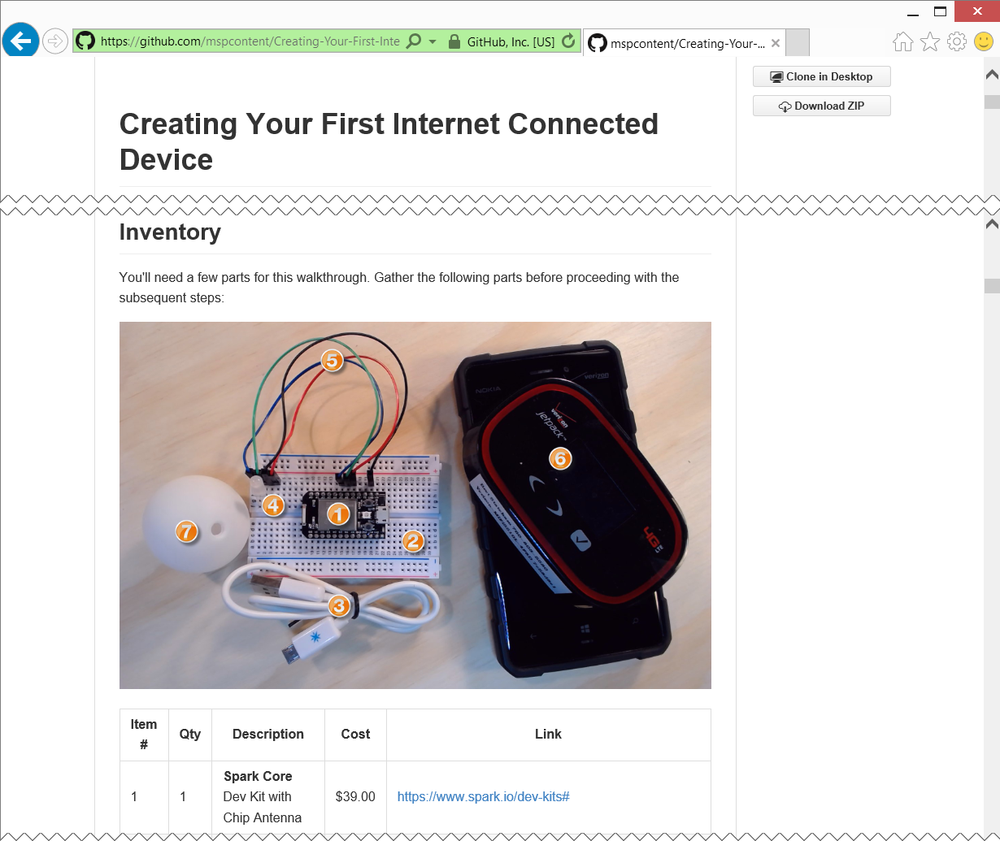 https://github.com/mspcontent/Creating-Your-First-Inte
GitHub, Inc. [US]
mspcontent/Creating-Your-...
Clone in Desktop
Download ZIP
Creating Your First Internet Connected
Device
Inventory
You'll need a few parts for this walkthrough. Gather the following parts before proceeding with the
subsequent steps:
5
verizon
NOKIA
verizon
jetpack™
6
4
1
7
2
4G
3
Item
#
Qty
Description
Cost
Link
1
1
Spark Core
Dev Kit with
Chip Antenna
$39.00
https://www.spark.io/dev-kits#